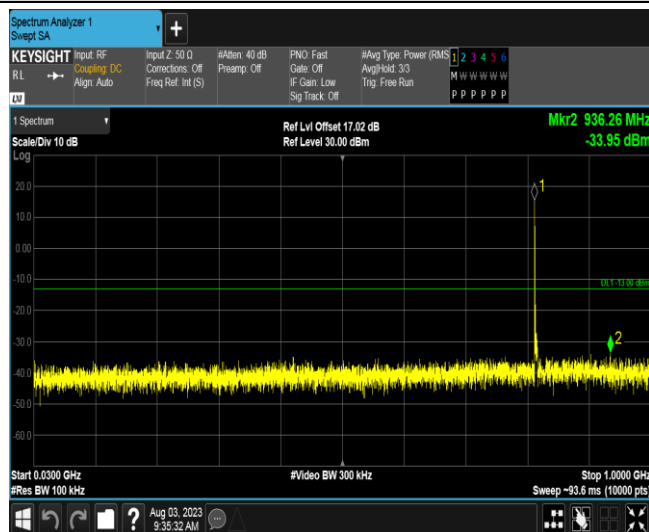 Spectrum Analyzer 1
Swept SA
+
KEYSIGHT
RL
LXI
Input: RF
Coupling: DC
Align: Auto
Input Z: 50 Ω
Corrections: Off
Freq Ref: Int (S)
#Atten: 40 dB
Preamp: Off
PNO: Fast
Gate: Off
IF Gain: Low
Sig Track: Off
#Avg Type: Power (RMS
Avg|Hold: 3/3
Trig: Free Run
1 2 3 4 5 6
M W W W W W
P P P P P P
1 Spectrum
Scale/Div 10 dB
Log
Ref Lvl Offset 17.02 dB
Ref Level 30.00 dBm
Mkr2 936.26 MHz
-33.95 dBm
1
20.0
10.0
0.00
-10.0
DL1 -13.00 dBm
-20.0
-30.0
2
-40.0
-50.0
-60.0
Start 0.0300 GHz
#Res BW 100 kHz
#Video BW 300 kHz
Stop 1.0000 GHz
Sweep ~93.6 ms (10000 pts)
?
Aug 03, 2023
9:35:32 AM